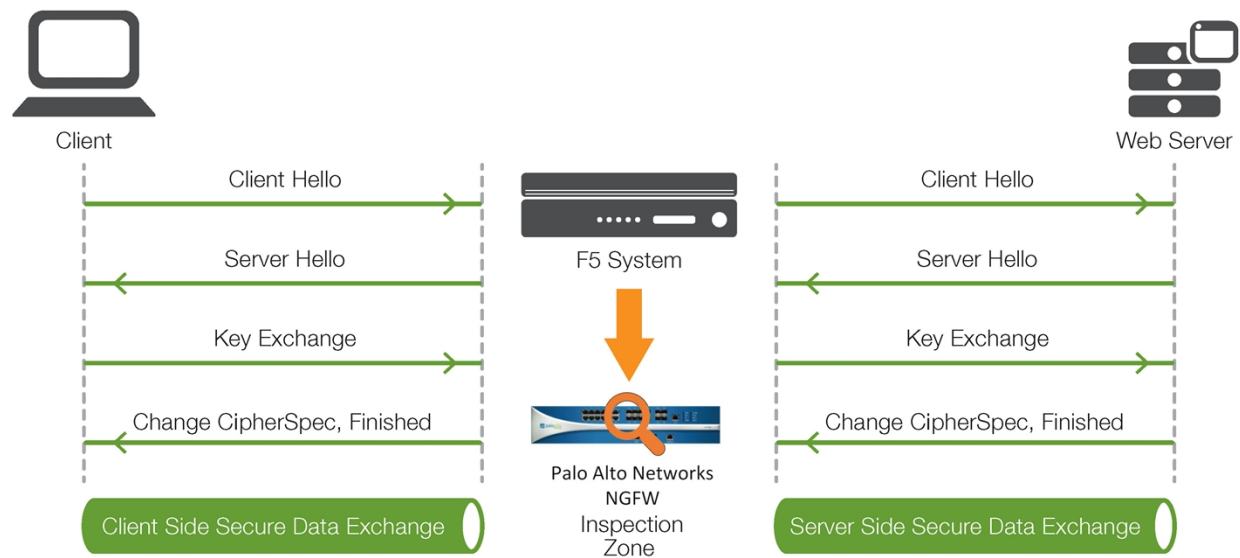 Client
Web Server
Client Hello
Server Hello
Key Exchange
Change CipherSpec, Finished
Client Side Secure Data Exchange
F5 System
Palo Alto Networks
NGFW
Inspection
Zone
Client Hello
Server Hello
Key Exchange
Change CipherSpec, Finished
Server Side Secure Data Exchange